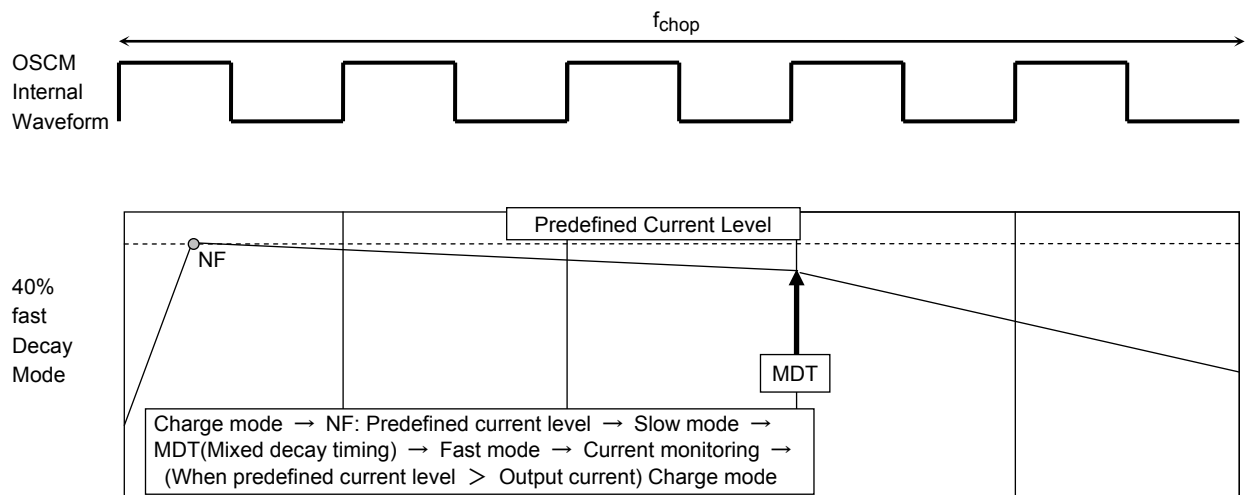 f_chop
OSCM
Internal
Waveform
Predefined Current Level
NF
40%
fast
Decay
Mode
MDT
Charge mode → NF: Predefined current level → Slow mode →
MDT(Mixed decay timing) → Fast mode → Current monitoring →
(When predefined current level ＞ Output current) Charge mode